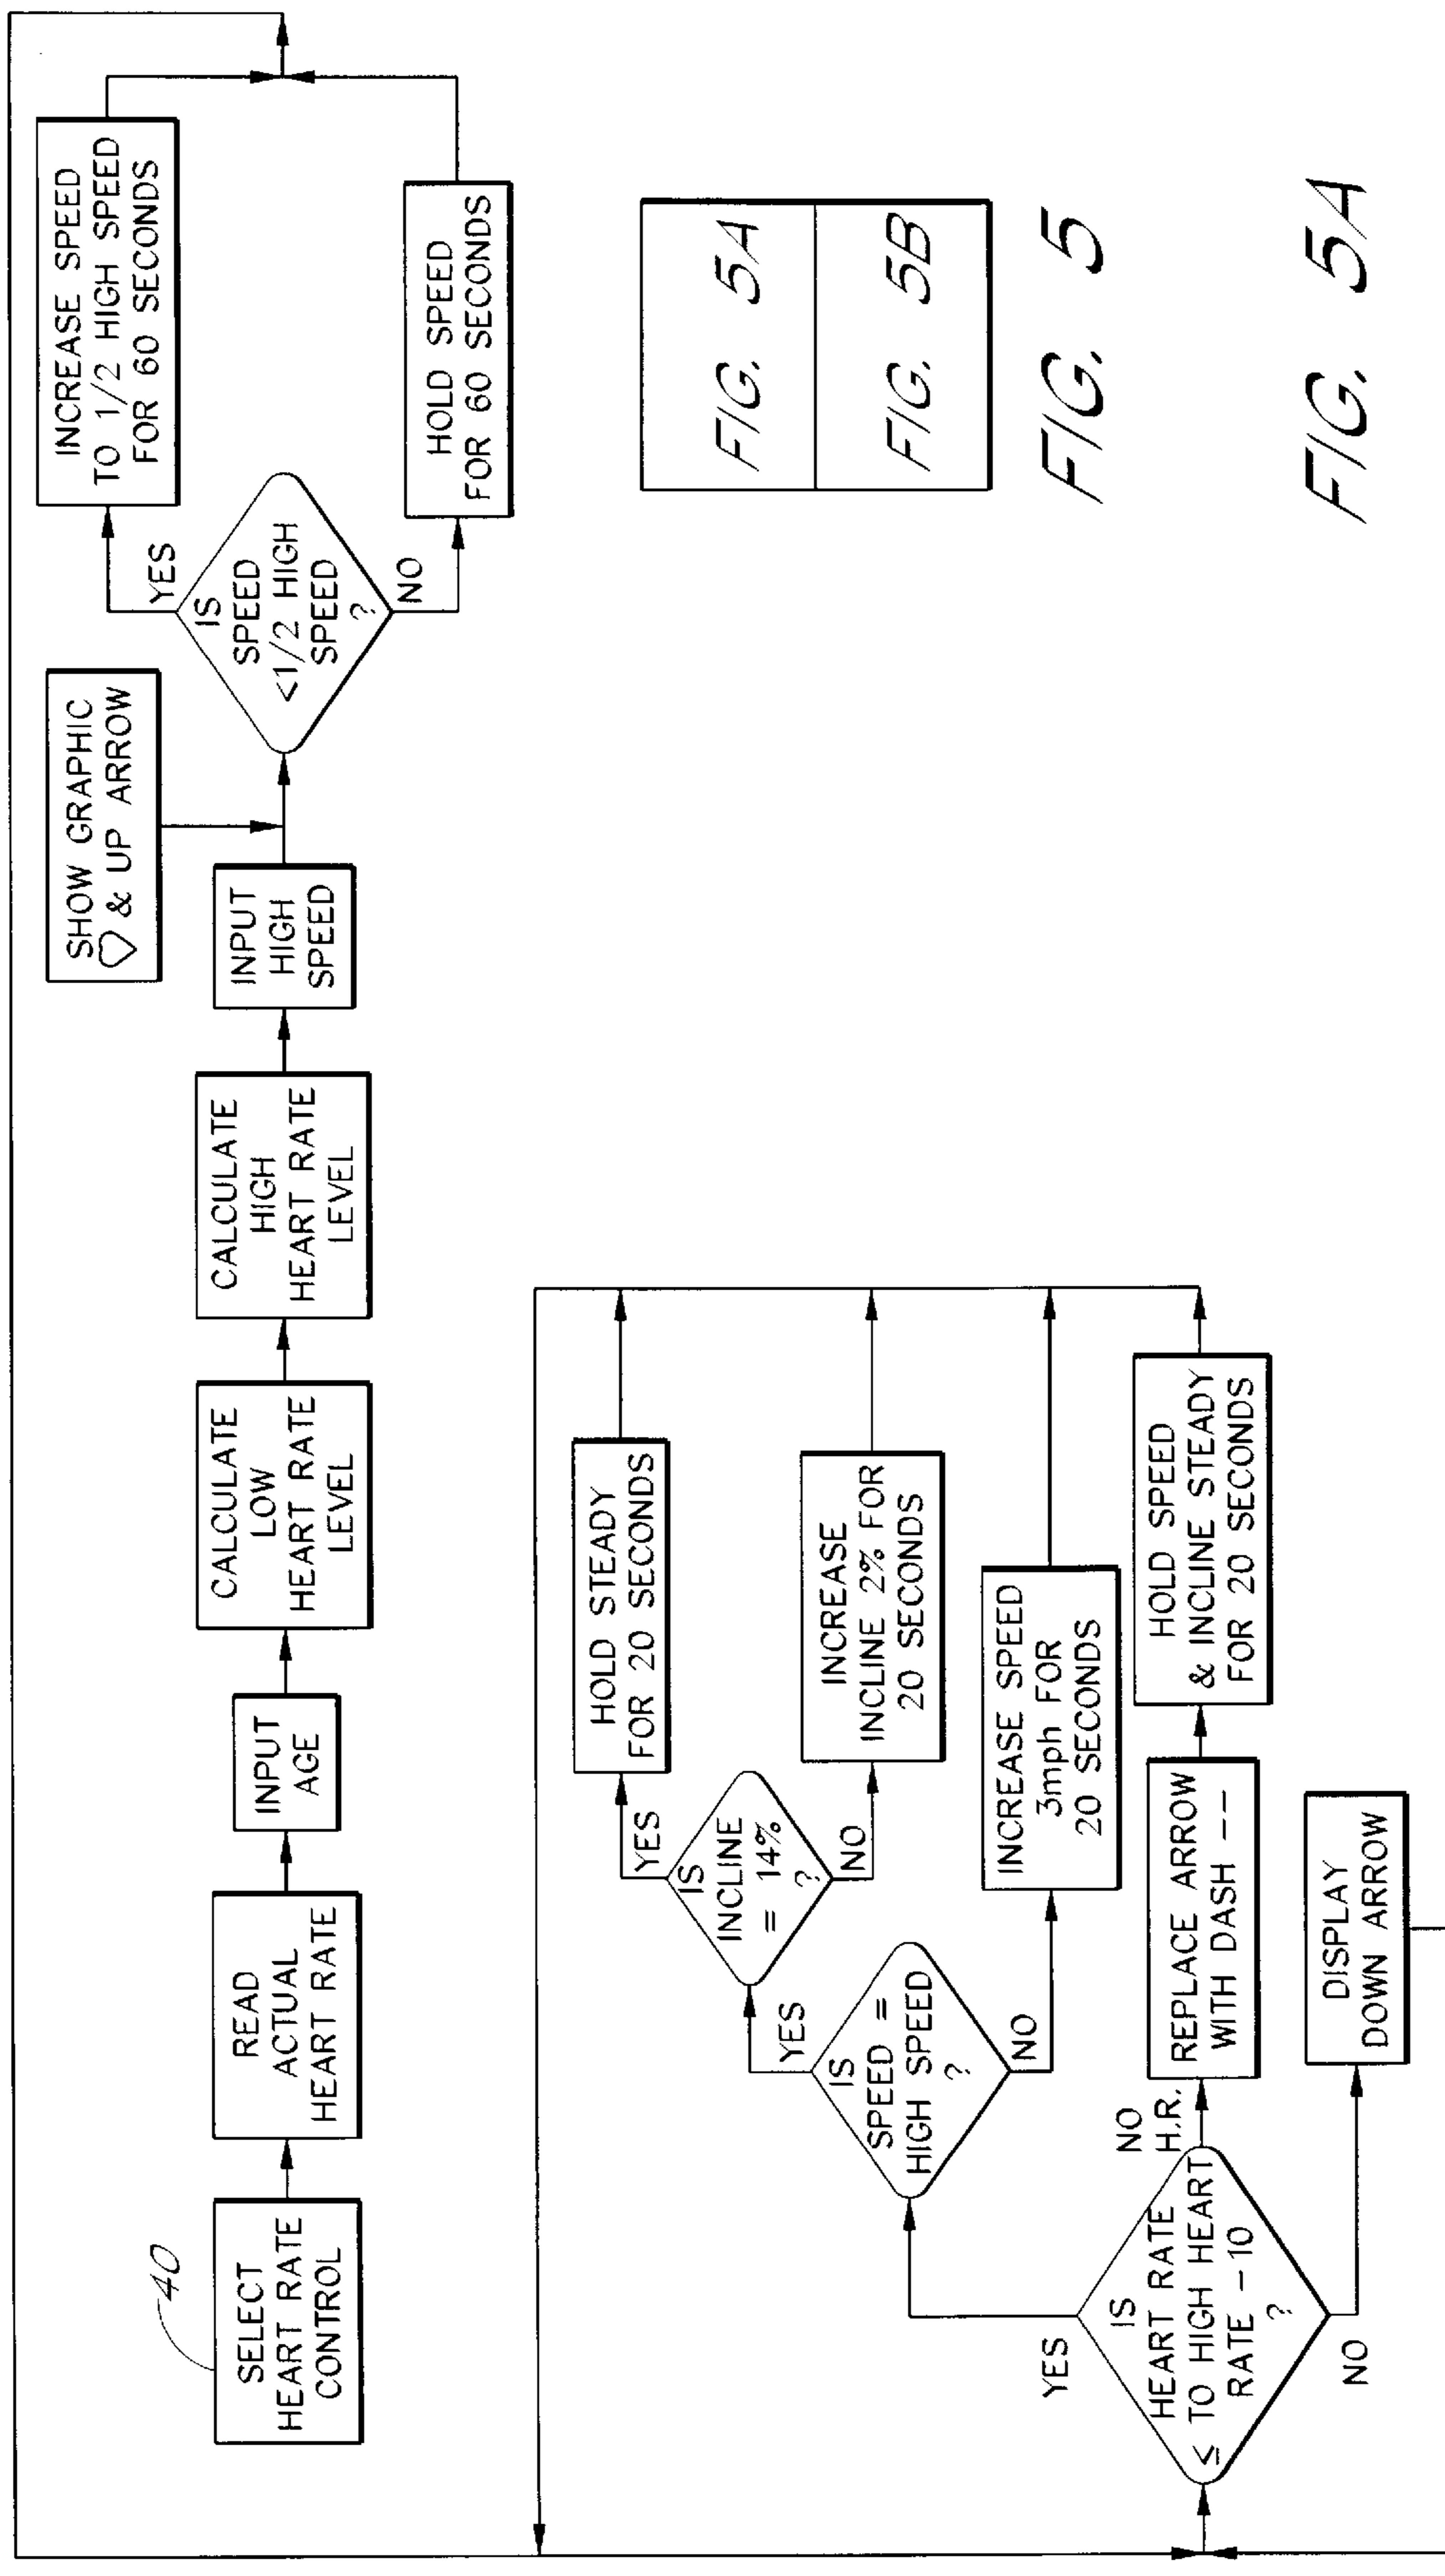 40
SELECT
HEART RATE
CONTROL
READ
ACTUAL
HEART RATE
INPUT
AGE
CALCULATE
LOW
HEART RATE
LEVEL
CALCULATE
HIGH
HEART RATE
LEVEL
INPUT
HIGH
SPEED
SHOW GRAPHIC
♡ & UP ARROW
IS
SPEED
<1/2 HIGH
SPEED
?
YES
INCREASE SPEED
TO 1/2 HIGH SPEED
FOR 60 SECONDS
NO
HOLD SPEED
FOR 60 SECONDS
IS
HEART RATE
≤ TO HIGH HEART
RATE -10
?
YES
IS
SPEED =
HIGH SPEED
?
YES
IS
INCLINE
= 14%
?
YES
HOLD STEADY
FOR 20 SECONDS
NO
INCREASE
INCLINE 2% FOR
20 SECONDS
NO
INCREASE SPEED
3mph FOR
20 SECONDS
NO
H.R.
REPLACE ARROW
WITH DASH --
HOLD SPEED
& INCLINE STEADY
FOR 20 SECONDS
NO
DISPLAY
DOWN ARROW
FIG. 5A
FIG. 5B
FIG. 5
FIG. 5A